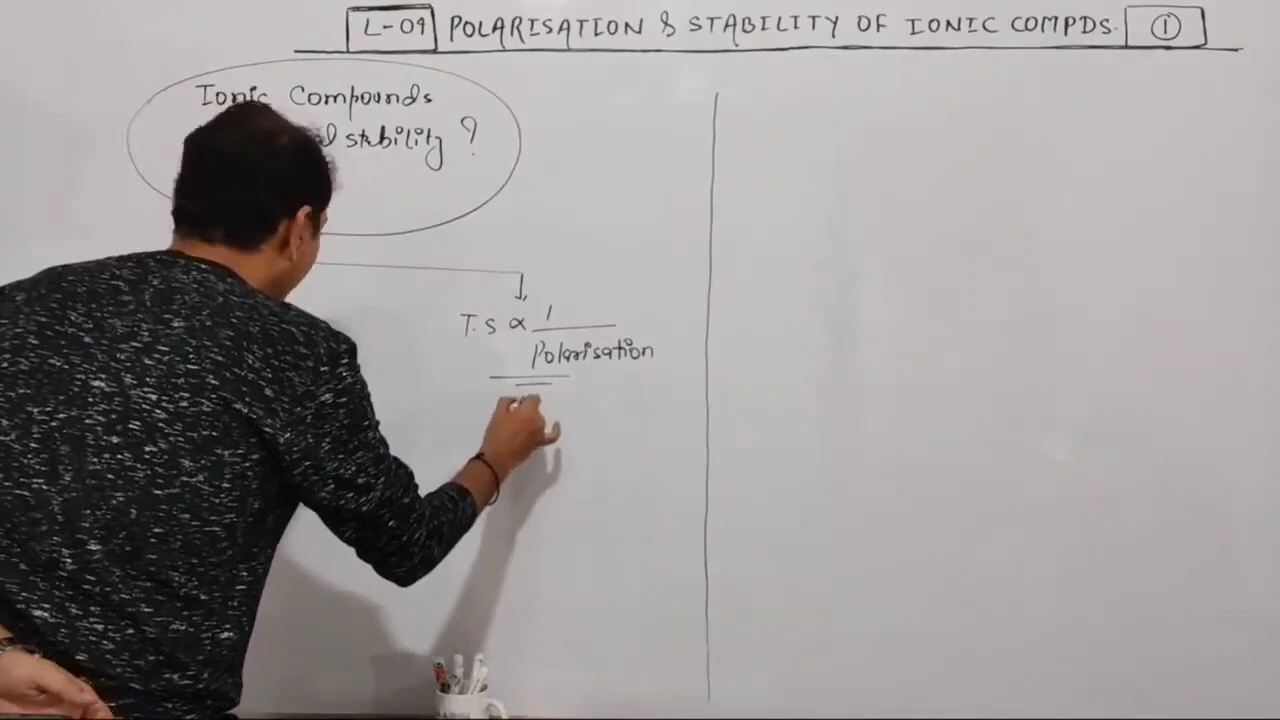 L-09 POLARISATION & STABILITY OF IONIC COMPDS. 1
Ionic Compounds
stability ?
T.S ∝ 1
Polarisation